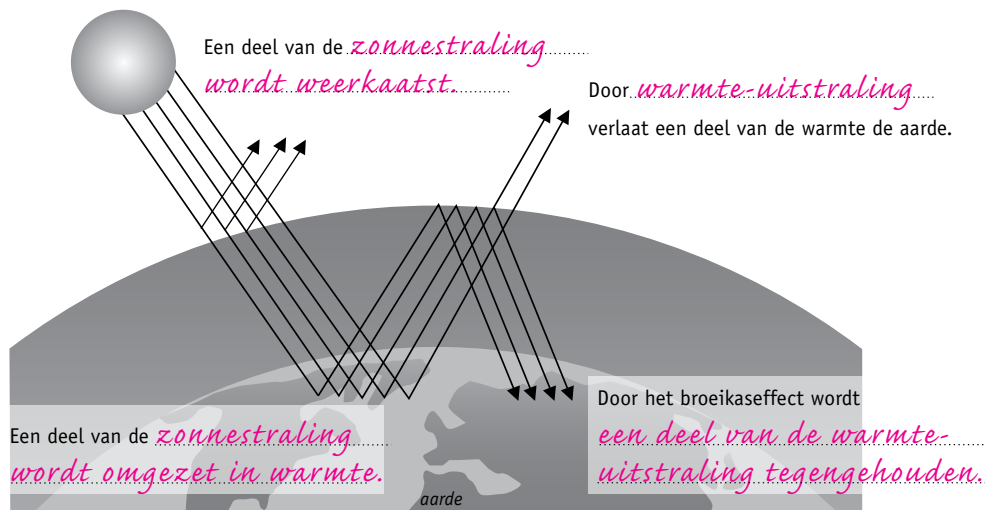 Een deel van de zonnestraling
wordt weerkaatst.
Door warmte-uitstraling
verlaat een deel van de warmte de aarde.
Een deel van de zonnestraling
wordt omgezet in warmte.
Door het broeikaseffect wordt
een deel van de warmte-
uitstraling tegengehouden.
aarde